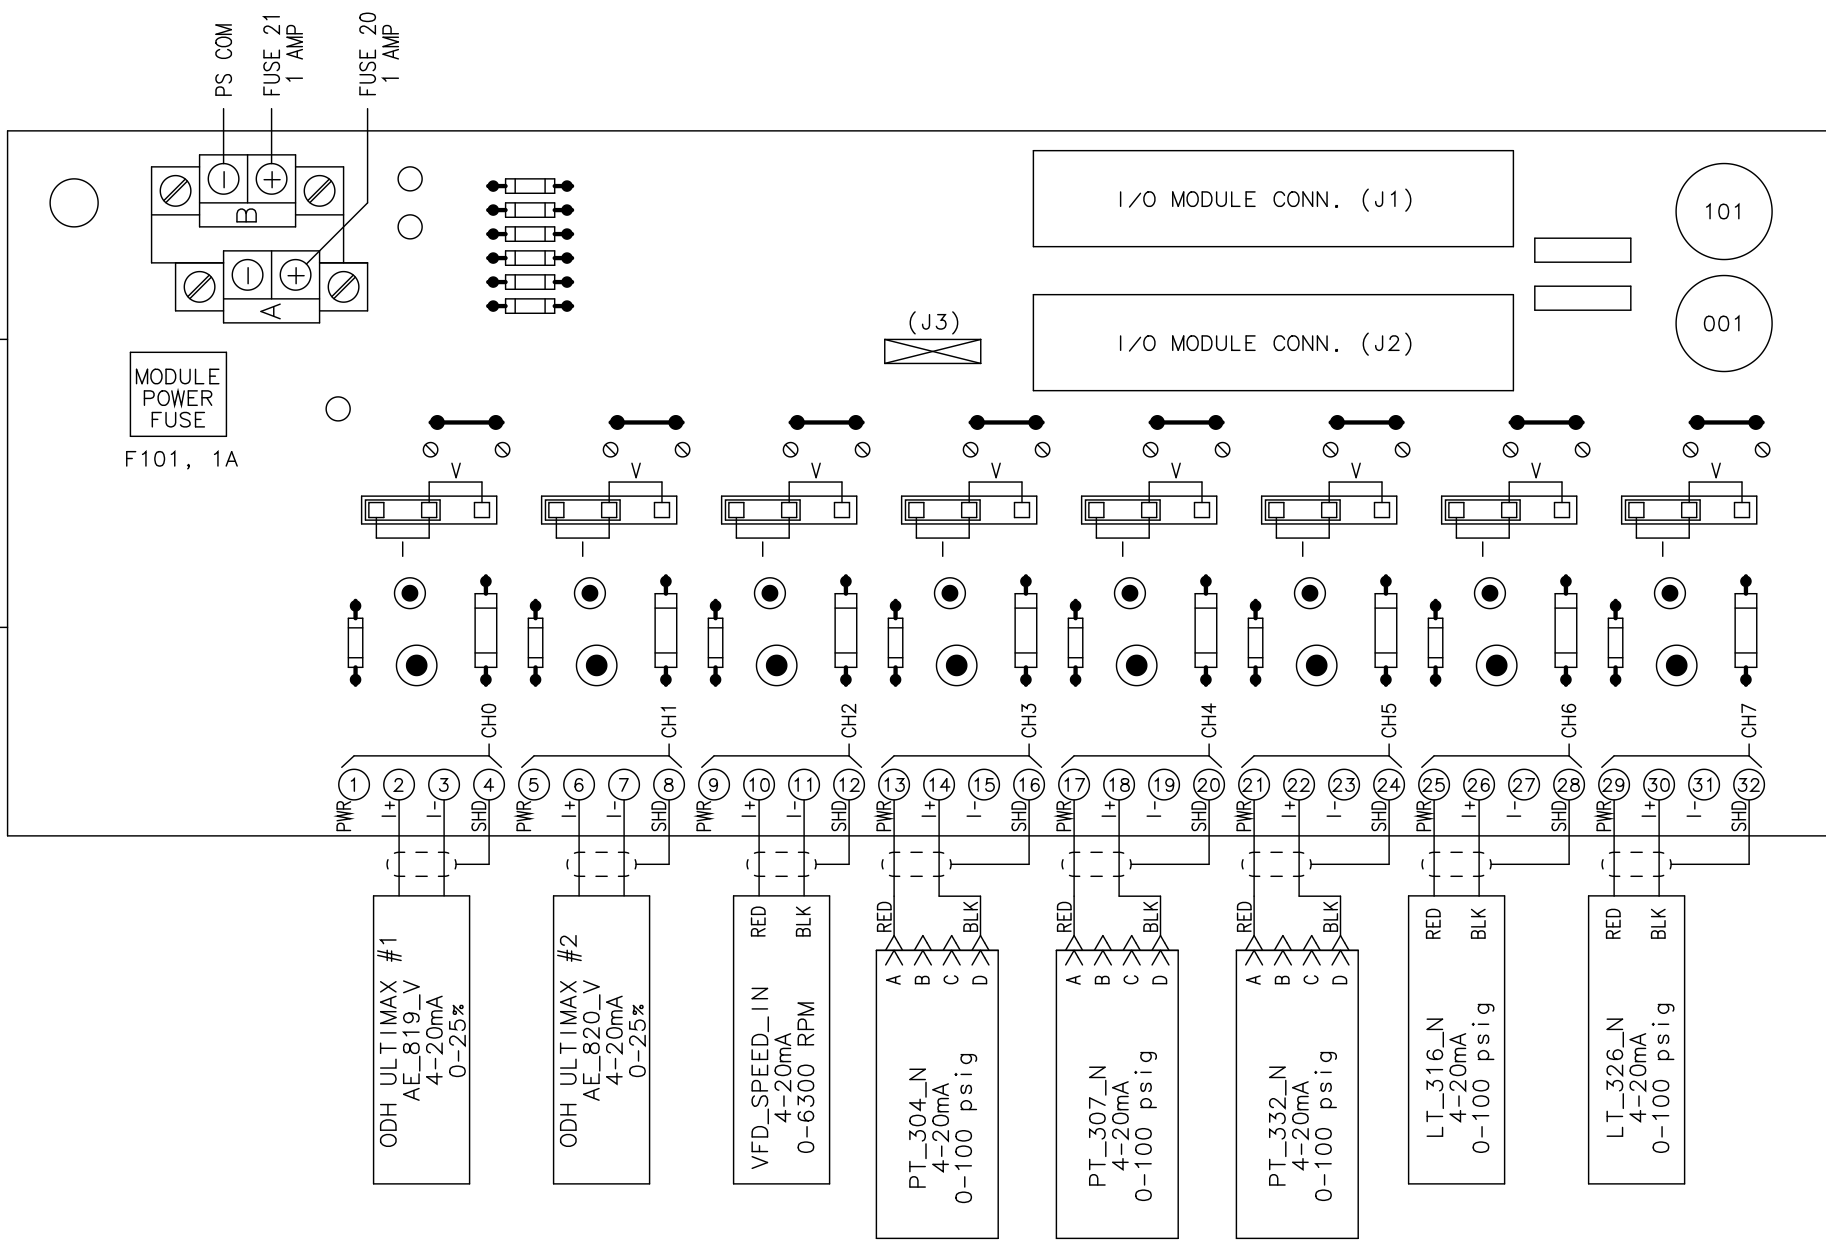 PS COM
FUSE 21
1 AMP
FUSE 20
1 AMP
B
A
MODULE
POWER
FUSE
F101, 1A
(J3)
I/O MODULE CONN. (J1)
I/O MODULE CONN. (J2)
101
001
V V V V V V V V
I I I I I I I I
CH0 CH1 CH2 CH3 CH4 CH5 CH6 CH7
1 2 3 4 5 6 7 8 9 10 11 12 13 14 15 16 17 18 19 20 21 22 23 24 25 26 27 28 29 30 31 32
PWR I+ I- SHD PWR I+ I- SHD PWR I+ I- SHD PWR I+ I- SHD PWR I+ I- SHD PWR I+ I- SHD PWR I+ I- SHD PWR I+ I- SHD
ODH ULTIMAX #1
AE_819_V
4-20mA
0-25%
ODH ULTIMAX #2
AE_820_V
4-20mA
0-25%
RED BLK
VFD_SPEED_IN
4-20mA
0-6300 RPM
RED BLK
A B C D
PT_304_N
4-20mA
0-100 psig
RED BLK
A B C D
PT_307_N
4-20mA
0-100 psig
RED BLK
A B C D
PT_332_N
4-20mA
0-100 psig
RED BLK
LT_316_N
4-20mA
0-100 psig
RED BLK
LT_326_N
4-20mA
0-100 psig